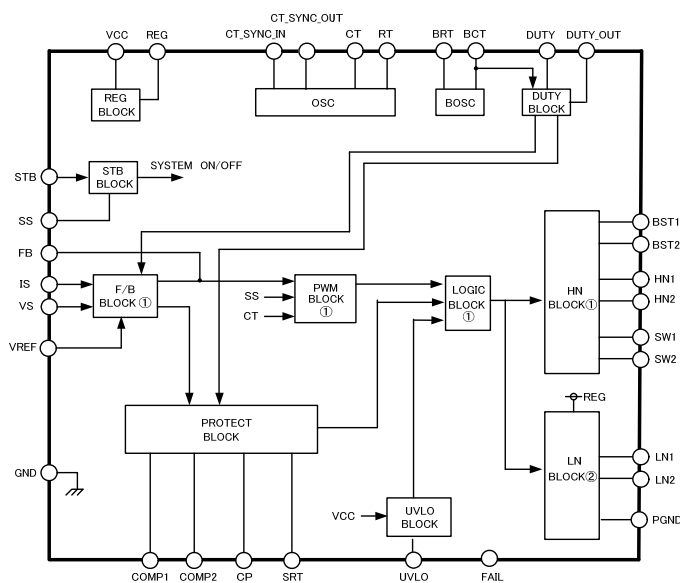 CT_SYNC_OUT
VCC REG CT_SYNC_IN CT RT BRT BCT DUTY DUTY_OUT
REG
BLOCK
OSC
BOSC
DUTY
BLOCK
STB
STB
BLOCK
SYSTEM ON/OFF
SS
FB
IS
VS
VREF
F/B
BLOCK①
SS
CT
PWM
BLOCK
①
LOGIC
BLOCK
①
HN
BLOCK①
BST1
BST2
HN1
HN2
SW1
SW2
PROTECT
BLOCK
REG
LN
BLOCK②
LN1
LN2
PGND
GND
VCC
UVLO
BLOCK
COMP1 COMP2 CP SRT UVLO FAIL